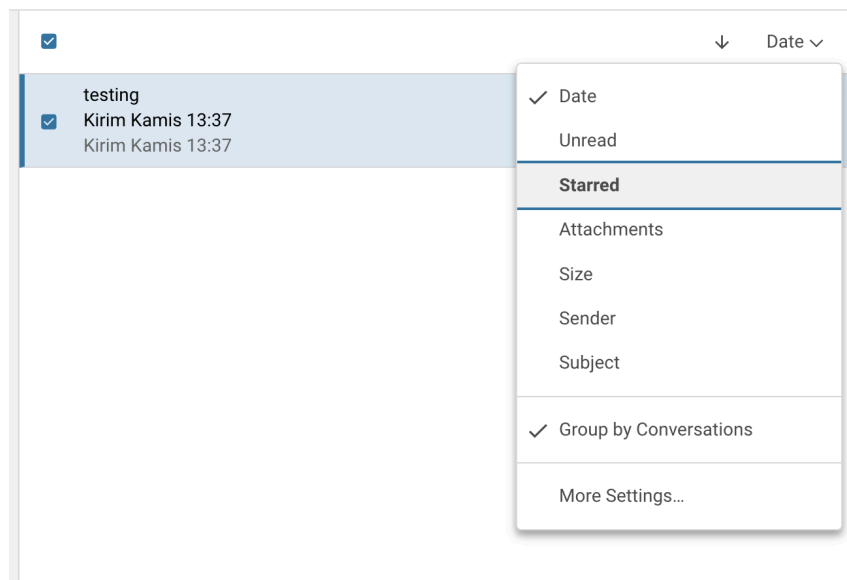 Date
testing
Kirim Kamis 13:37
Kirim Kamis 13:37
Date
Unread
Starred
Attachments
Size
Sender
Subject
Group by Conversations
More Settings...